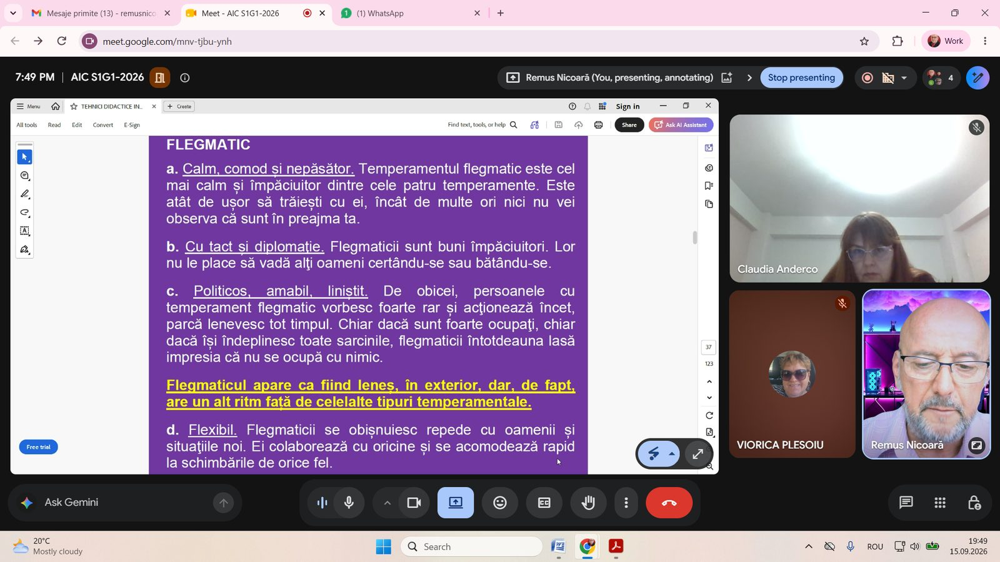 Mesaje primite (13) - remusnico
Meet - AIC S1G1-2026
(1) WhatsApp
meet.google.com/mnv-tjbu-ynh
Work
7:49 PM | AIC S1G1-2026
Remus Nicoară (You, presenting, annotating)
Stop presenting
4
Menu
TEHNICI DIDACTICE IN...
Create
Sign in
All tools
Read
Edit
Convert
E-Sign
Find text, tools, or help
Share
Ask AI Assistant
FLEGMATIC
a. Calm, comod și nepăsător. Temperamentul flegmatic este cel
mai calm și împăciuitor dintre cele patru temperamente. Este
atât de ușor să trăiești cu ei, încât de multe ori nici nu vei
observa că sunt în preajma ta.
b. Cu tact și diplomaţie. Flegmaticii sunt buni împăciuitori. Lor
nu le place să vadă alţi oameni certându-se sau bătându-se.
c. Politicos, amabil, liniștit. De obicei, persoanele cu
temperament flegmatic vorbesc foarte rar și acţionează încet,
parcă lenevesc tot timpul. Chiar dacă sunt foarte ocupaţi, chiar
dacă își îndeplinesc toate sarcinile, flegmaticii întotdeauna lasă
impresia că nu se ocupă cu nimic.
Flegmaticul apare ca fiind leneș, în exterior, dar, de fapt,
are un alt ritm față de celelalte tipuri temperamentale.
d. Flexibil. Flegmaticii se obișnuiesc repede cu oamenii și
situaţiile noi. Ei colaborează cu oricine și se acomodează rapid
la schimbările de orice fel.
37
123
Free trial
Claudia Anderco
VIORICA PLESOIU
Remus Nicoară
Ask Gemini
20°C
Mostly cloudy
Search
ROU
19:49
15.09.2026